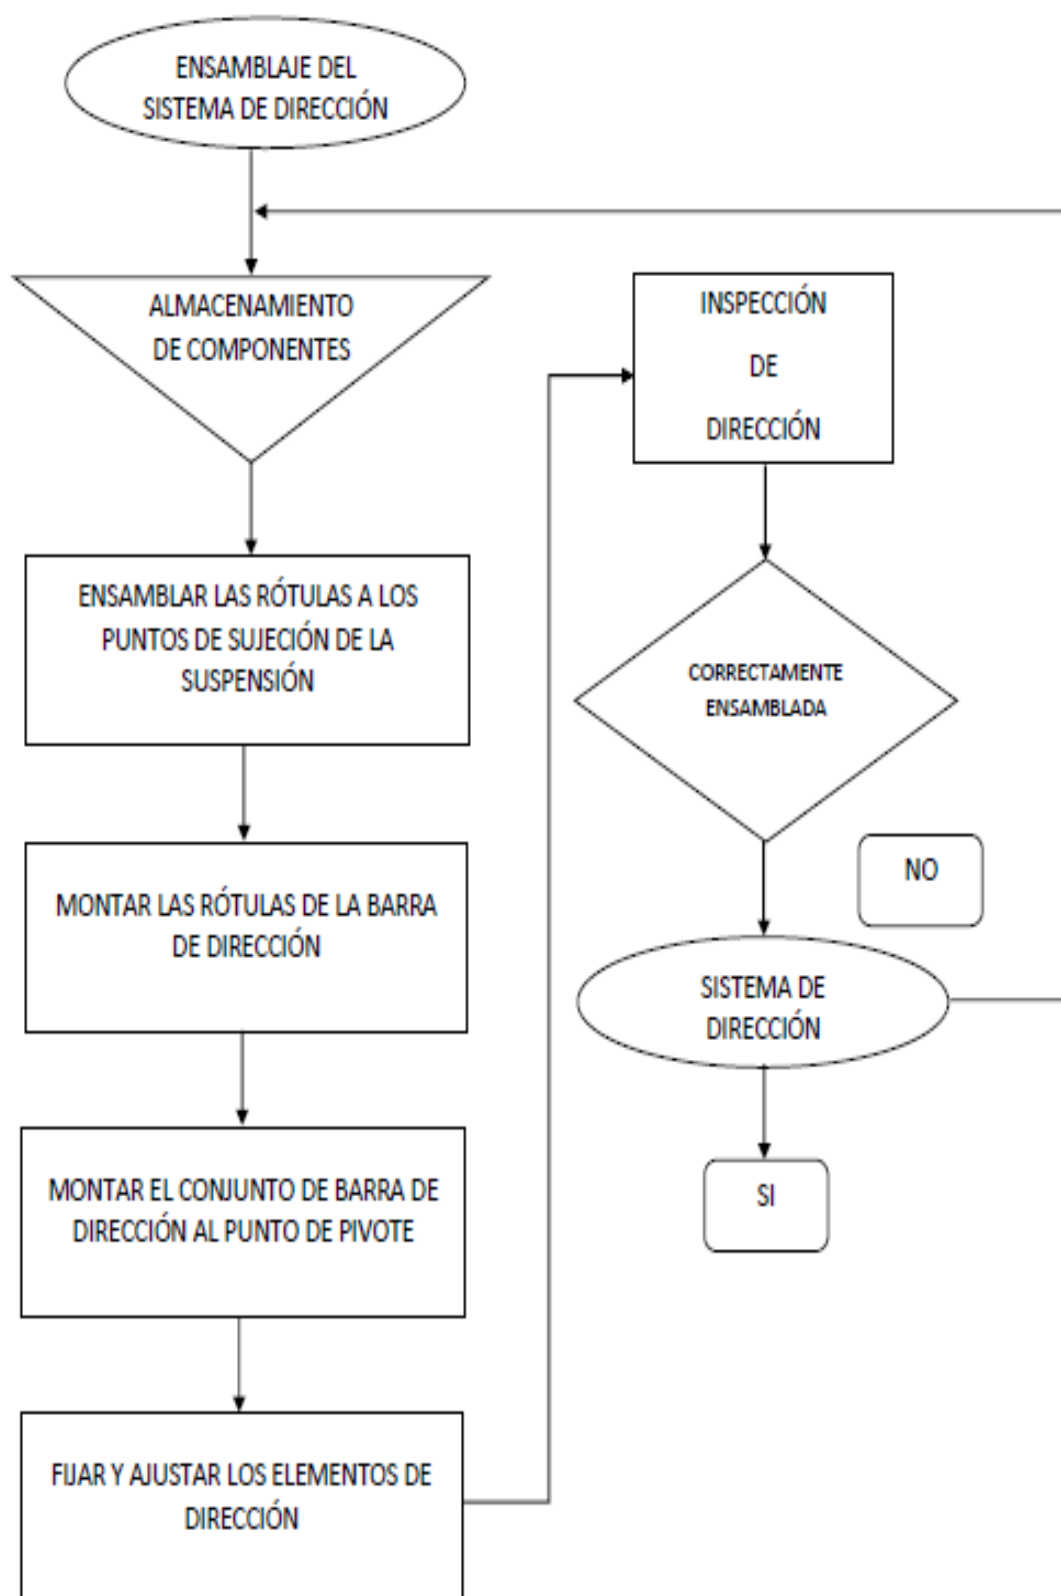 ENSAMBLAJE DEL
SISTEMA DE DIRECCIÓN
ALMACENAMIENTO
DE COMPONENTES
ENSAMBLAR LAS RÓTULAS A LOS
PUNTOS DE SUJECIÓN DE LA
SUSPENSIÓN
MONTAR LAS RÓTULAS DE LA BARRA
DE DIRECCIÓN
MONTAR EL CONJUNTO DE BARRA DE
DIRECCIÓN AL PUNTO DE PIVOTE
FIJAR Y AJUSTAR LOS ELEMENTOS DE
DIRECCIÓN
INSPECCIÓN
DE
DIRECCIÓN
CORRECTAMENTE
ENSAMBLADA
NO
SISTEMA DE
DIRECCIÓN
SI